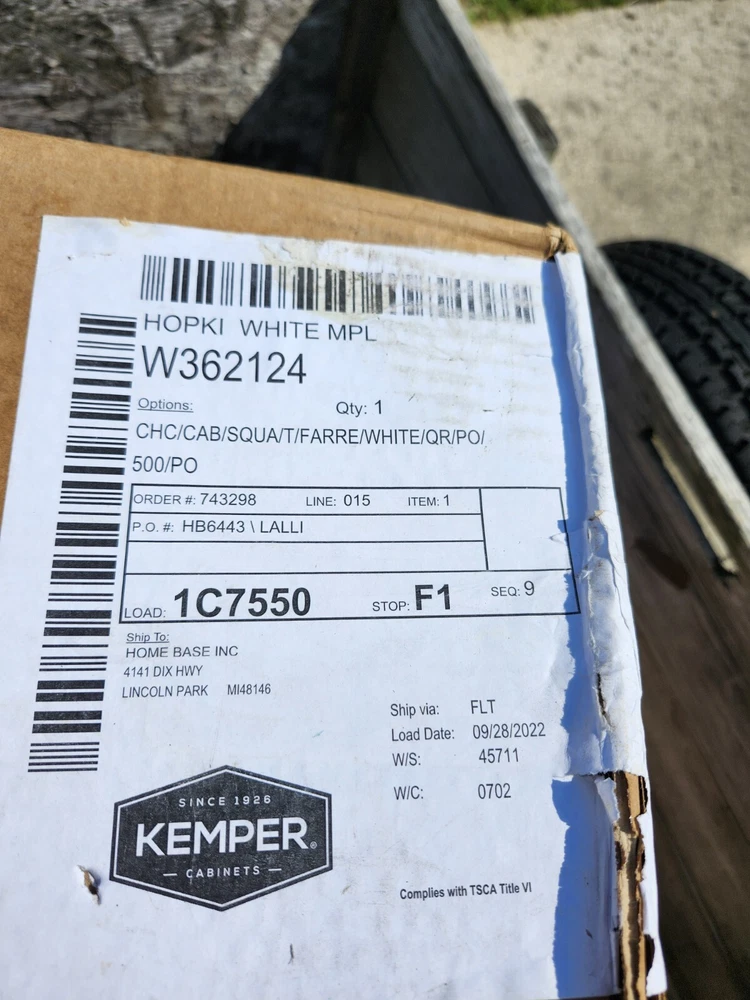 HOPKI WHITE MPL
W362124
Options: Qty: 1
CHC/CAB/SQUA/T/FARRE/WHITE/QR/PO/
500/PO
ORDER #: 743298 LINE: 015 ITEM: 1
P.O. #: HB6443 \ LALLI
LOAD: 1C7550 STOP: F1 SEQ: 9
Ship To:
HOME BASE INC
4141 DIX HWY
LINCOLN PARK MI48146
Ship via: FLT
Load Date: 09/28/2022
W/S: 45711
W/C: 0702
SINCE 1926
KEMPER®
— CABINETS —
Complies with TSCA Title VI